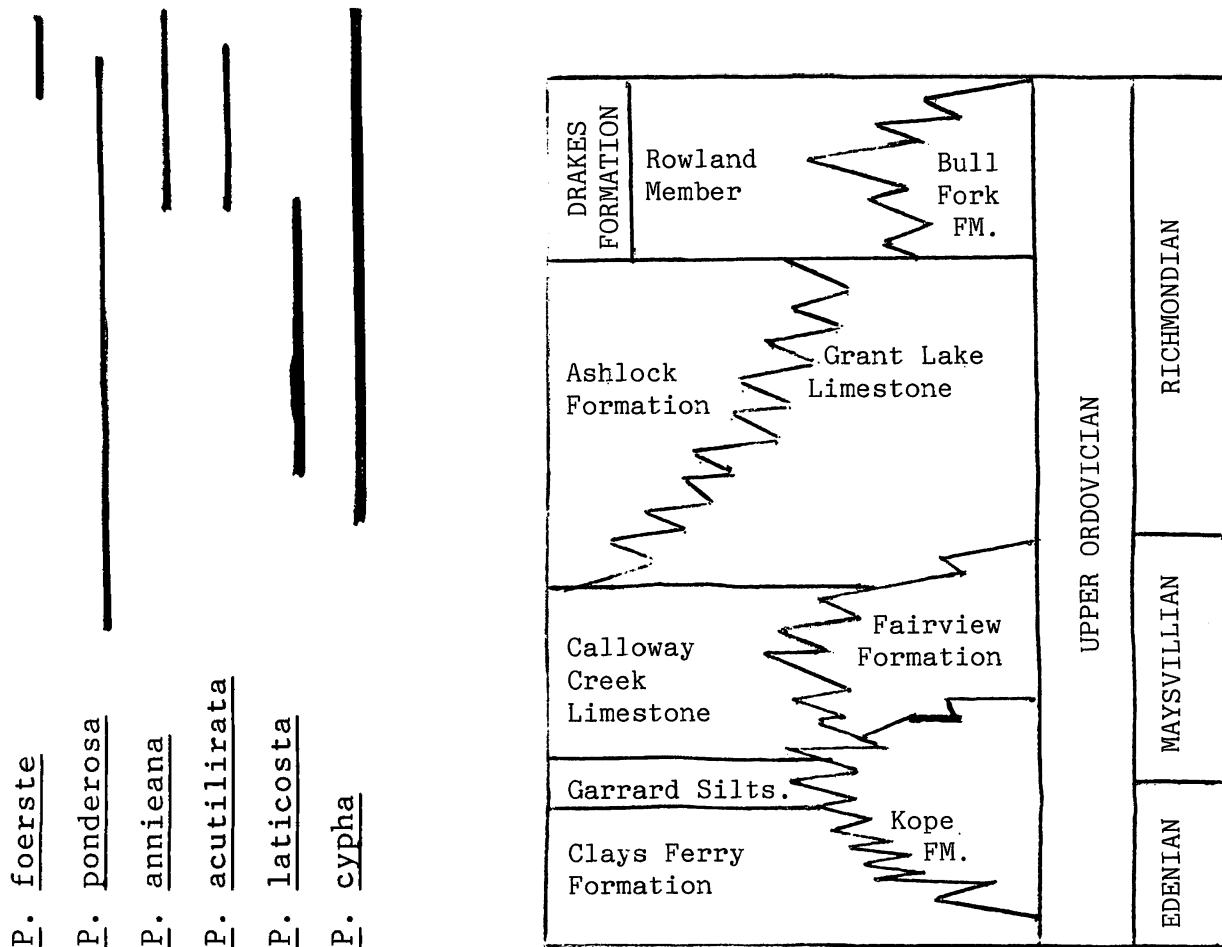 P. foerste
P. ponderosa
P. annieana
P. acutilirata
P. laticosta
P. cypha
DRAKES
FORMATION
Rowland
Member
Bull
Fork
FM.
Ashlock
Formation
Grant Lake
Limestone
Calloway
Creek
Limestone
Fairview
Formation
Garrard Silts.
Clays Ferry
Formation
Kope
FM.
UPPER ORDOVICIAN
RICHMONDIAN
MAYSVILLIAN
EDENIAN